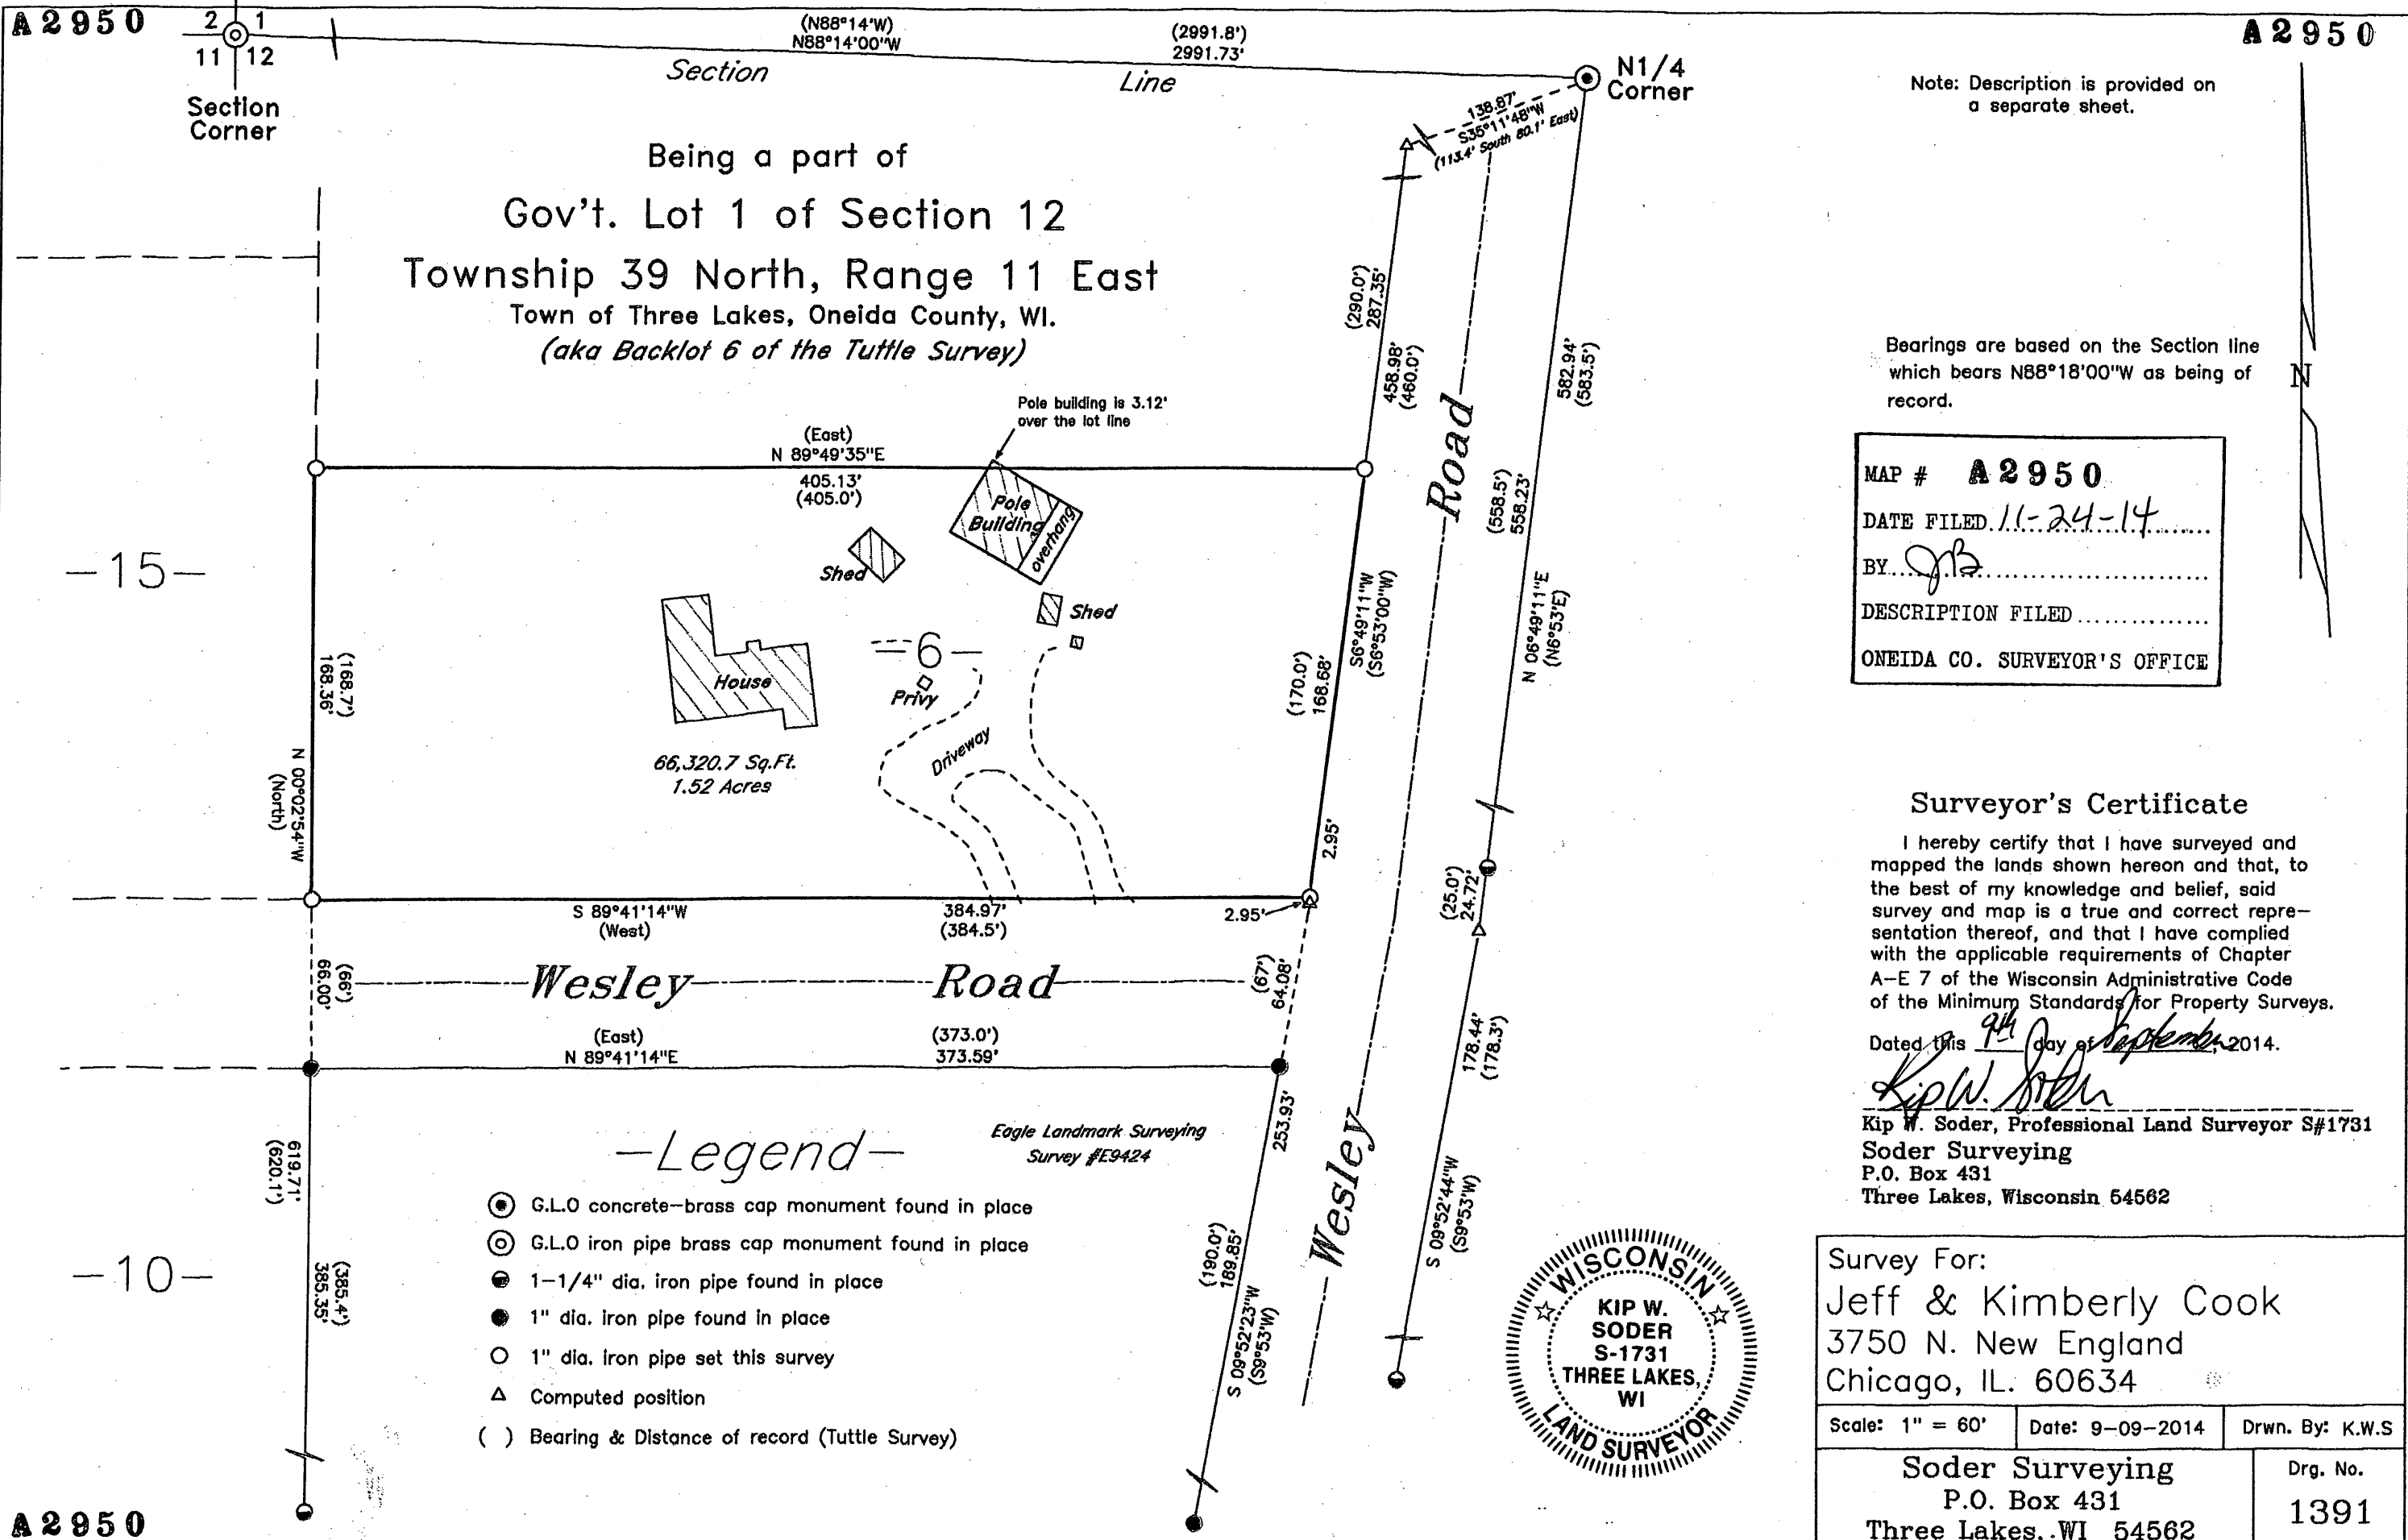 A2950
A2950
2 1
11 12
Section
Corner
(N88°14'W)
N88°14'00"W
(2991.8')
2991.73'
Section Line
N1/4
Corner
138.87'
S35°11'48"W
(113.4' South 80.1' East)
Note: Description is provided on
a separate sheet.
Being a part of
Gov't. Lot 1 of Section 12
Township 39 North, Range 11 East
Town of Three Lakes, Oneida County, WI.
(aka Backlot 6 of the Tuttle Survey)
Bearings are based on the Section line
which bears N88°18'00"W as being of
record.
N
MAP # A2950
DATE FILED 11-24-14
BY JB
DESCRIPTION FILED
ONEIDA CO. SURVEYOR'S OFFICE
(290.0')
287.35'
458.98'
(460.0')
582.94'
(583.5')
(558.5')
558.23'
N 06°49'11"E
(N6°53'E)
Road
Pole building is 3.12'
over the lot line
(East)
N 89°49'35"E
405.13'
(405.0')
Pole
Building
overhang
Shed
Shed
-15-
-6-
House
Privy
Driveway
66,320.7 Sq.Ft.
1.52 Acres
(168.7')
168.36'
N 00°02'54"W
(North)
S6°49'11"W
(S6°53'00"W)
(170.0')
168.68'
2.95'
2.95'
S 89°41'14"W
(West)
384.97'
(384.5')
(25.0')
24.72'
(66')
66.00'
Wesley Road
(67')
64.08'
(East)
N 89°41'14"E
(373.0')
373.59'
178.44'
(178.3')
S 09°52'44"W
(S9°53'W)
253.93'
(190.0')
189.85'
S 09°52'23"W
(S9°53'W)
Wesley
Eagle Landmark Surveying
Survey #E9424
619.71'
(620.1')
(385.4')
385.35'
-10-
-Legend-
G.L.O concrete-brass cap monument found in place
G.L.O iron pipe brass cap monument found in place
1-1/4" dia. iron pipe found in place
1" dia. iron pipe found in place
1" dia. iron pipe set this survey
Computed position
( ) Bearing & Distance of record (Tuttle Survey)
Surveyor's Certificate
I hereby certify that I have surveyed and
mapped the lands shown hereon and that, to
the best of my knowledge and belief, said
survey and map is a true and correct repre-
sentation thereof, and that I have complied
with the applicable requirements of Chapter
A-E 7 of the Wisconsin Administrative Code
of the Minimum Standards for Property Surveys.
Dated this 9th day of September, 2014.
Kip W. Soder
Kip W. Soder, Professional Land Surveyor S#1731
Soder Surveying
P.O. Box 431
Three Lakes, Wisconsin 54562
WISCONSIN
KIP W.
SODER
S-1731
THREE LAKES,
WI
LAND SURVEYOR
Survey For:
Jeff & Kimberly Cook
3750 N. New England
Chicago, IL. 60634
Scale: 1" = 60'
Date: 9-09-2014
Drwn. By: K.W.S
Soder Surveying
P.O. Box 431
Three Lakes, WI 54562
Drg. No.
1391
A2950